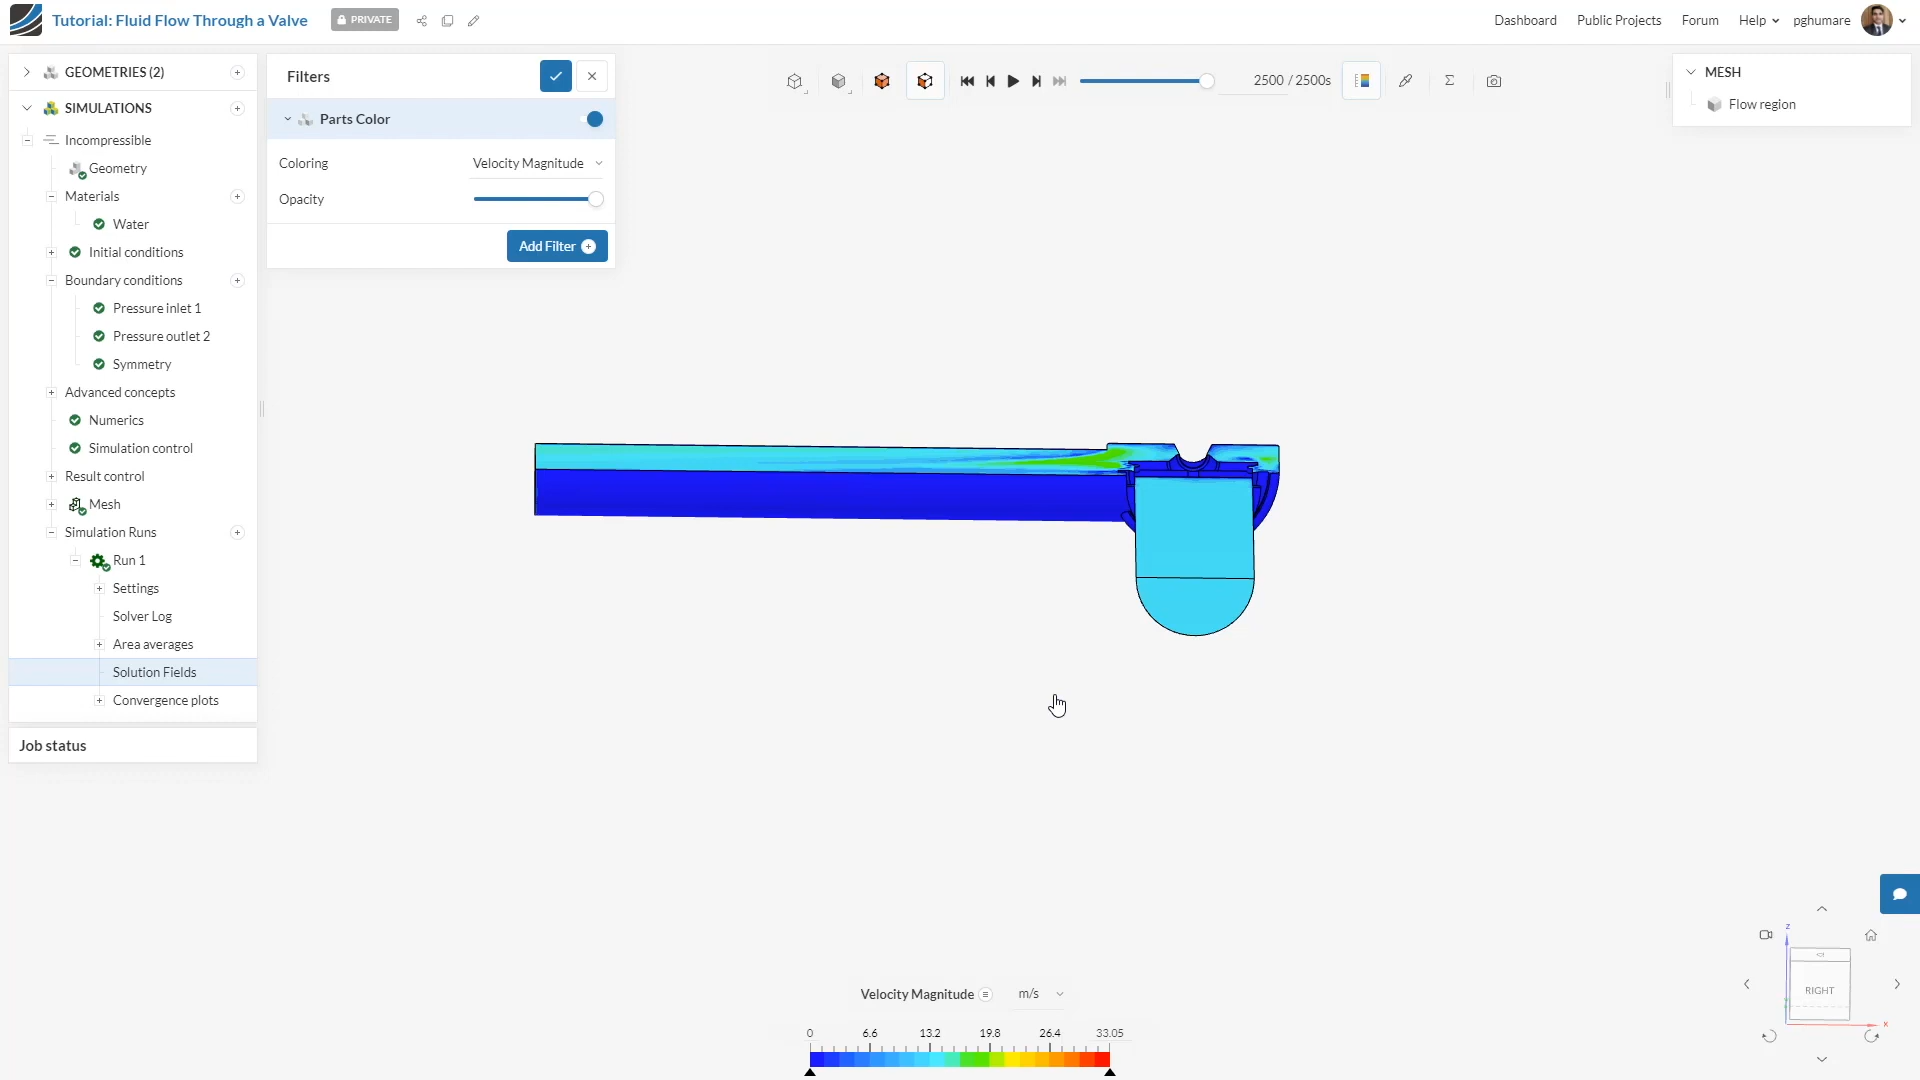 Tutorial: Fluid Flow Through a Valve
PRIVATE
Dashboard
Public Projects
Forum
Help
pghumare
GEOMETRIES (2)
SIMULATIONS
Incompressible
Geometry
Materials
Water
Initial conditions
Boundary conditions
Pressure inlet 1
Pressure outlet 2
Symmetry
Advanced concepts
Numerics
Simulation control
Result control
Mesh
Simulation Runs
Run 1
Settings
Solver Log
Area averages
Solution Fields
Convergence plots
Job status
Filters
Parts Color
Coloring Velocity Magnitude
Opacity
Add Filter
2500 / 2500s
Σ
MESH
Flow region
Velocity Magnitude m/s
0 6.6 13.2 19.8 26.4 33.05
Z
RIGHT
X